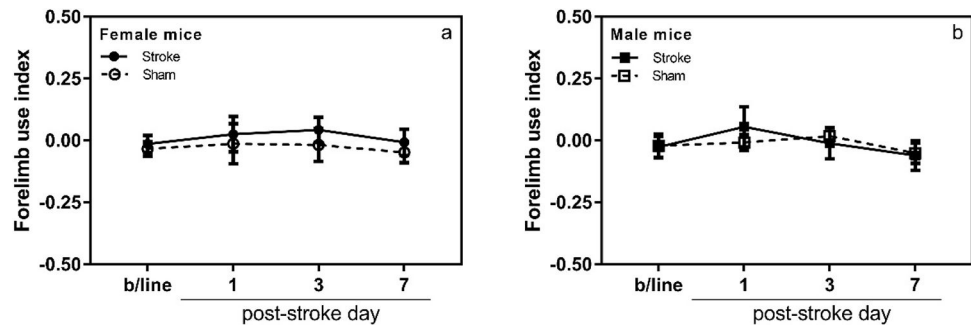 0.50
0.25
0.00
-0.25
-0.50
Forelimb use index
Female mice
Stroke
Sham
a
b/line 1 3 7
post-stroke day
0.50
0.25
0.00
-0.25
-0.50
Forelimb use index
Male mice
Stroke
Sham
b
b/line 1 3 7
post-stroke day